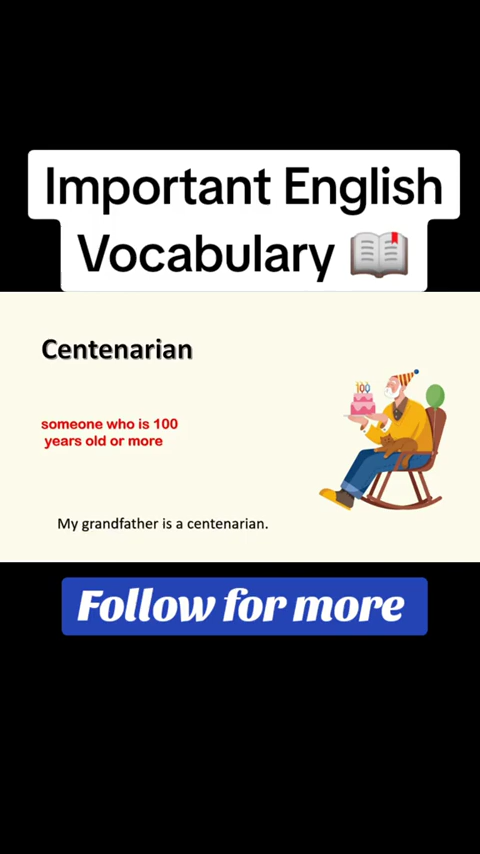 Important English
Vocabulary
Centenarian
someone who is 100
years old or more
100
My grandfather is a centenarian.
Follow for more